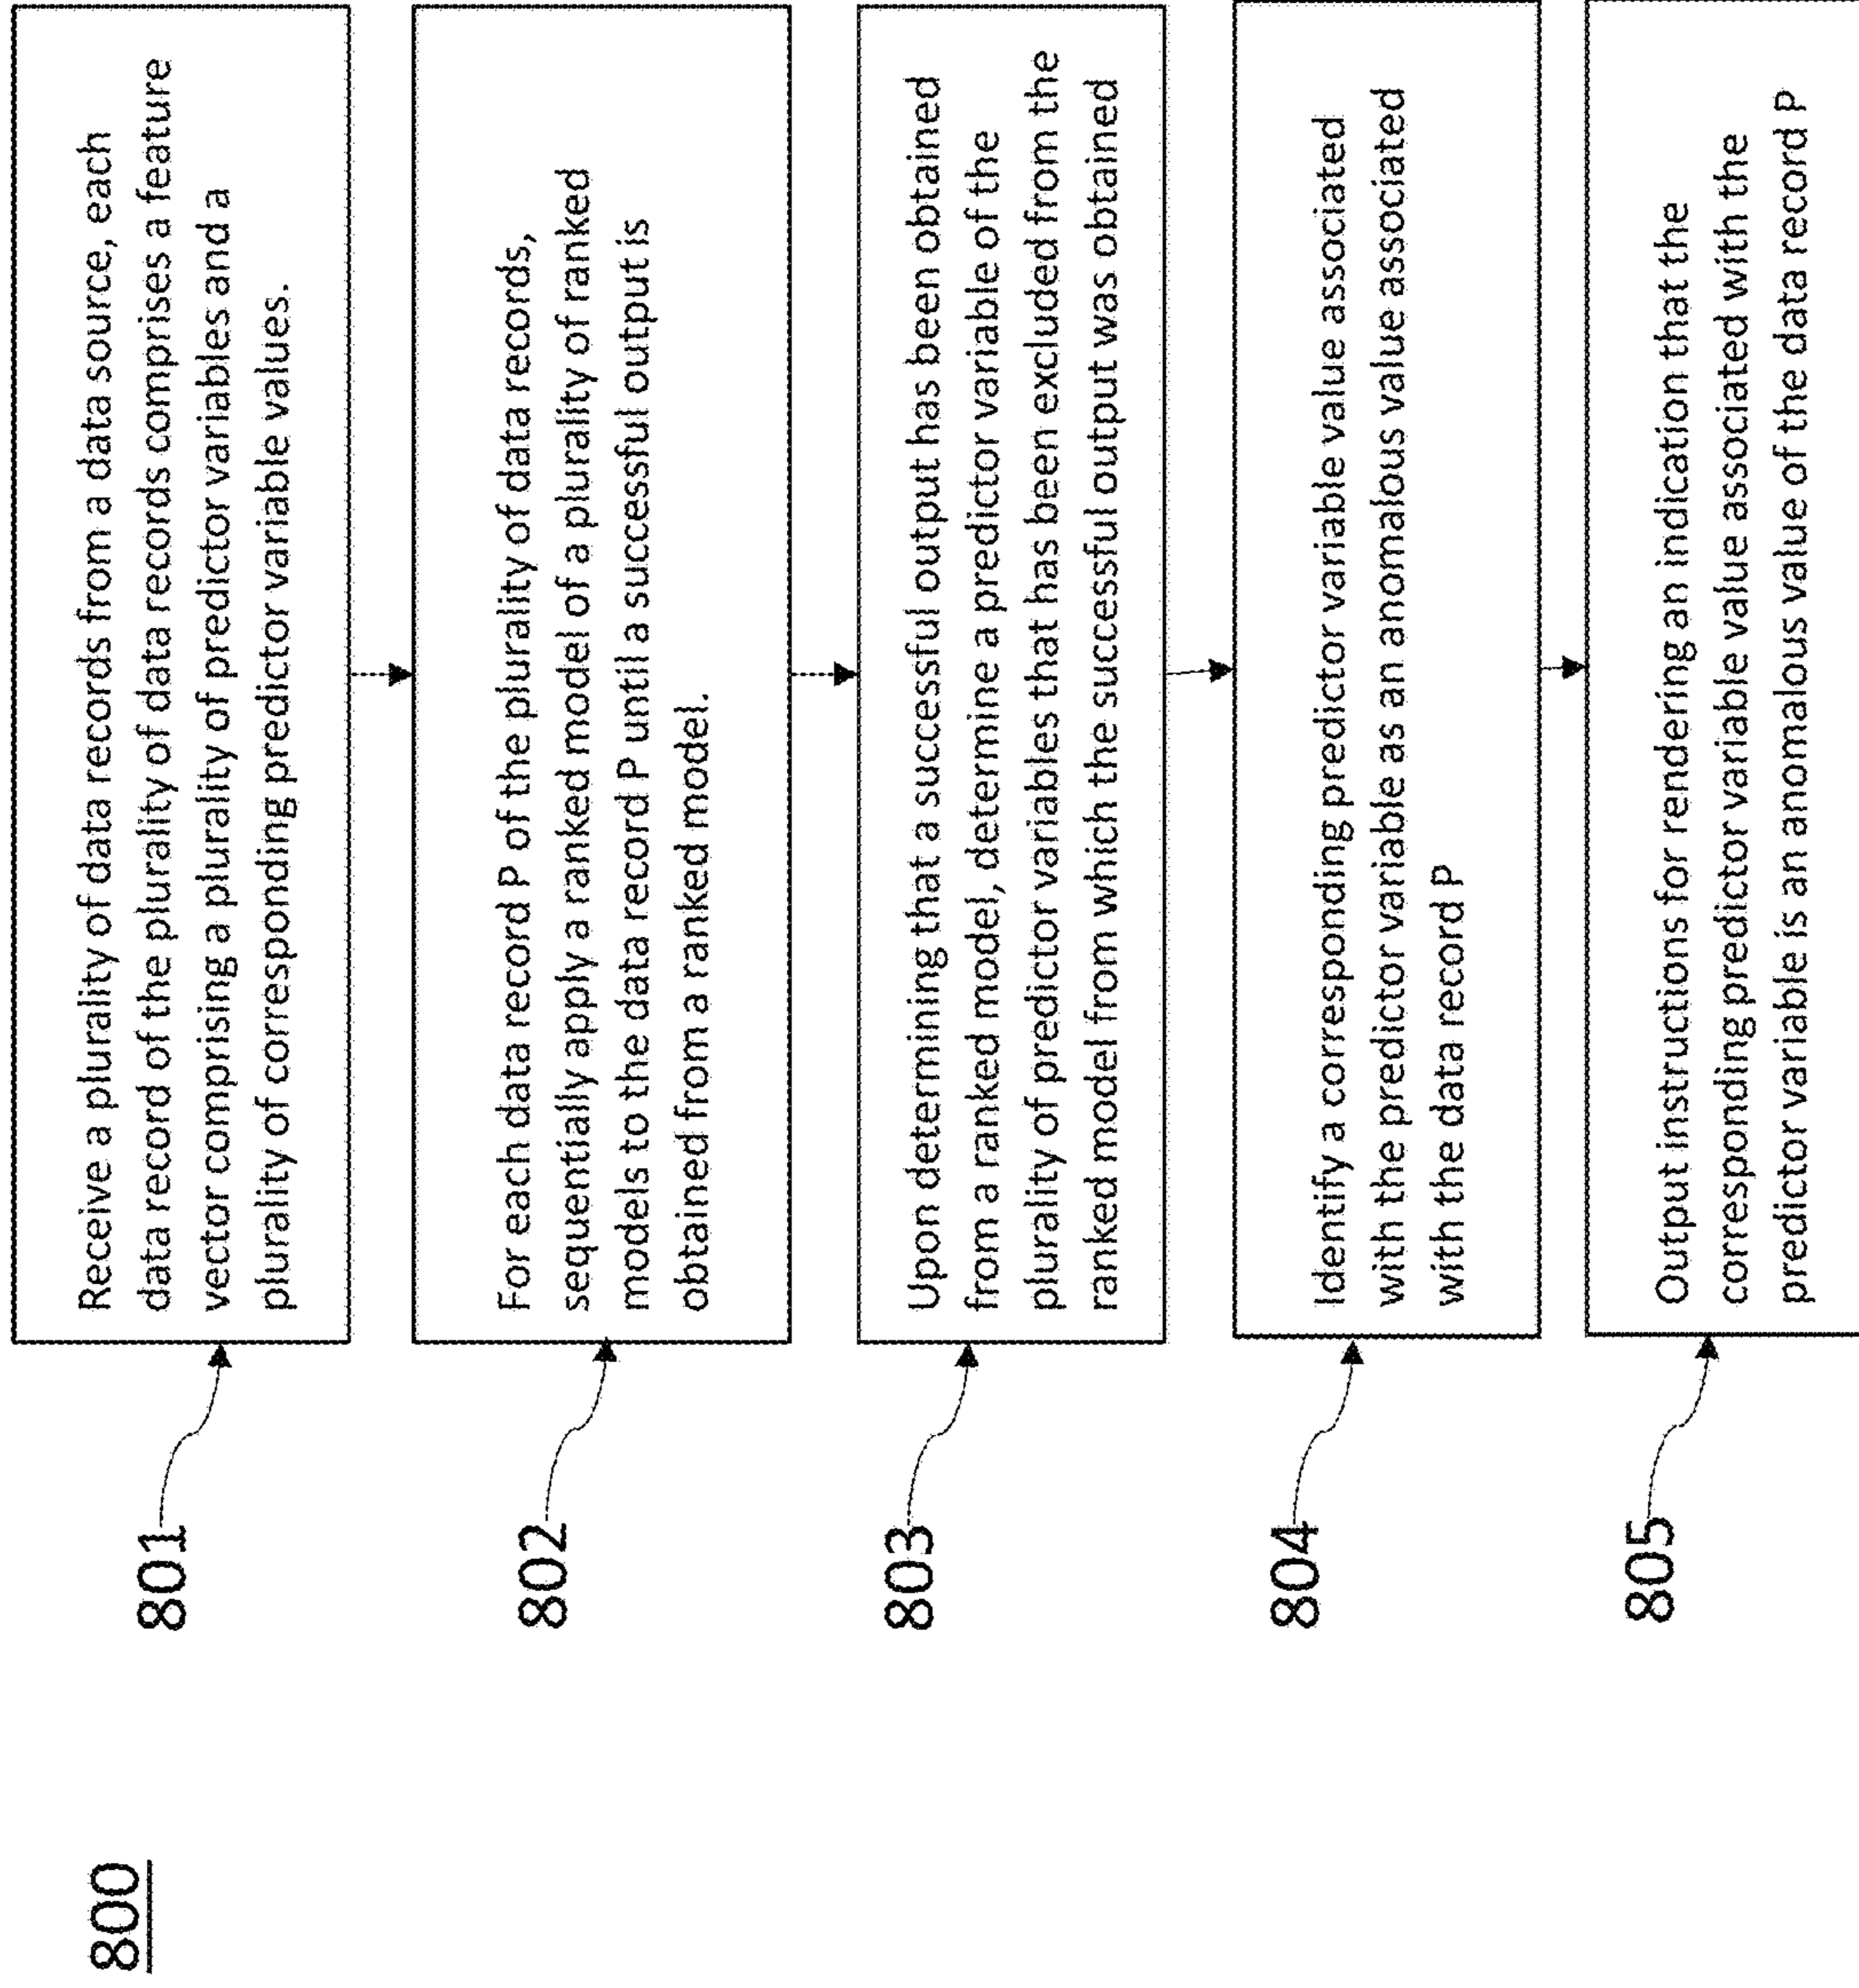 800
801
Receive a plurality of data records from a data source, each
data record of the plurality of data records comprises a feature
vector comprising a plurality of predictor variables and a
plurality of corresponding predictor variable values.
802
For each data record P of the plurality of data records,
sequentially apply a ranked model of a plurality of ranked
models to the data record P until a successful output is
obtained from a ranked model.
803
Upon determining that a successful output has been obtained
from a ranked model, determine a predictor variable of the
plurality of predictor variables that has been excluded from the
ranked model from which the successful output was obtained
804
Identify a corresponding predictor variable value associated
with the predictor variable as an anomalous value associated
with the data record P
805
Output instructions for rendering an indication that the
corresponding predictor variable value associated with the
predictor variable is an anomalous value of the data record P